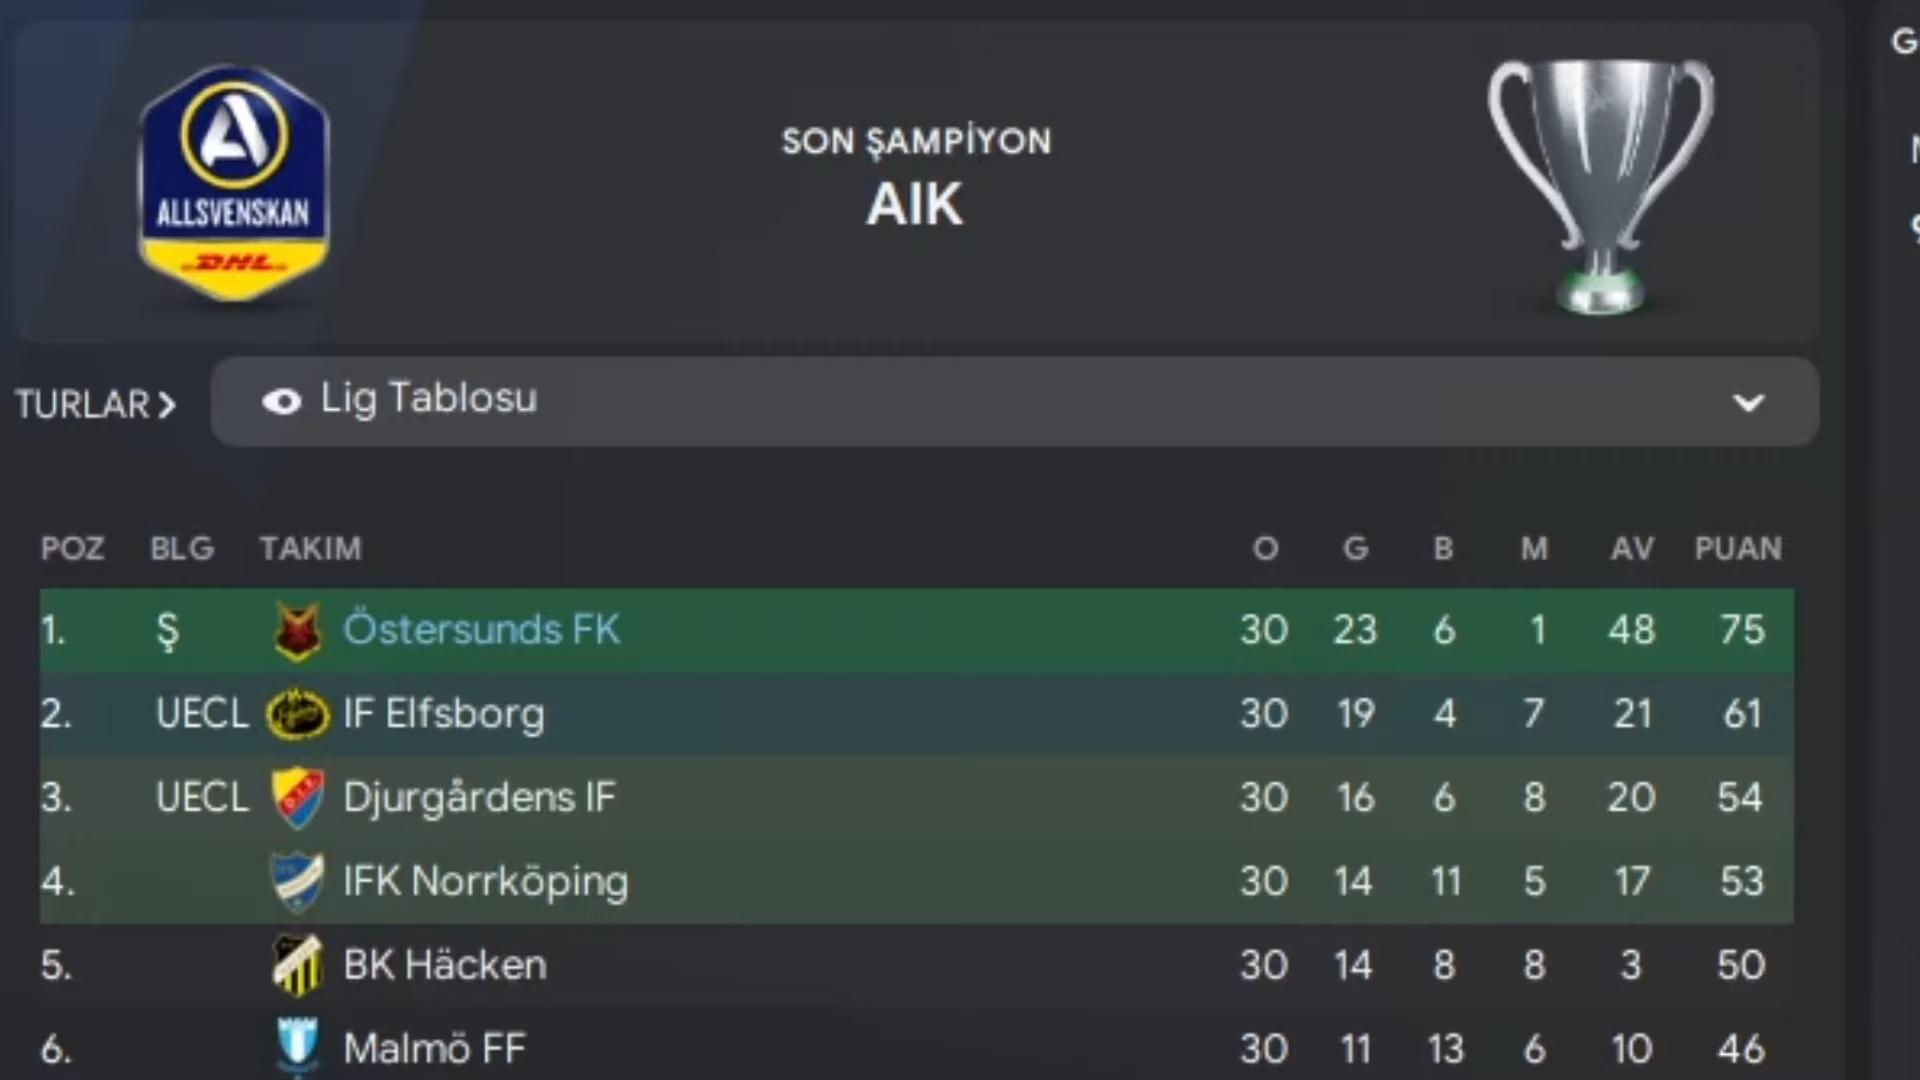 G
ALLSVENSKAN
DHL
SON ŞAMPİYON
AIK
TURLAR
Lig Tablosu
POZ BLG TAKIM O G B M AV PUAN
1. Ş Östersunds FK 30 23 6 1 48 75
2. UECL IF Elfsborg 30 19 4 7 21 61
3. UECL Djurgårdens IF 30 16 6 8 20 54
4. IFK Norrköping 30 14 11 5 17 53
5. BK Häcken 30 14 8 8 3 50
6. Malmö FF 30 11 13 6 10 46